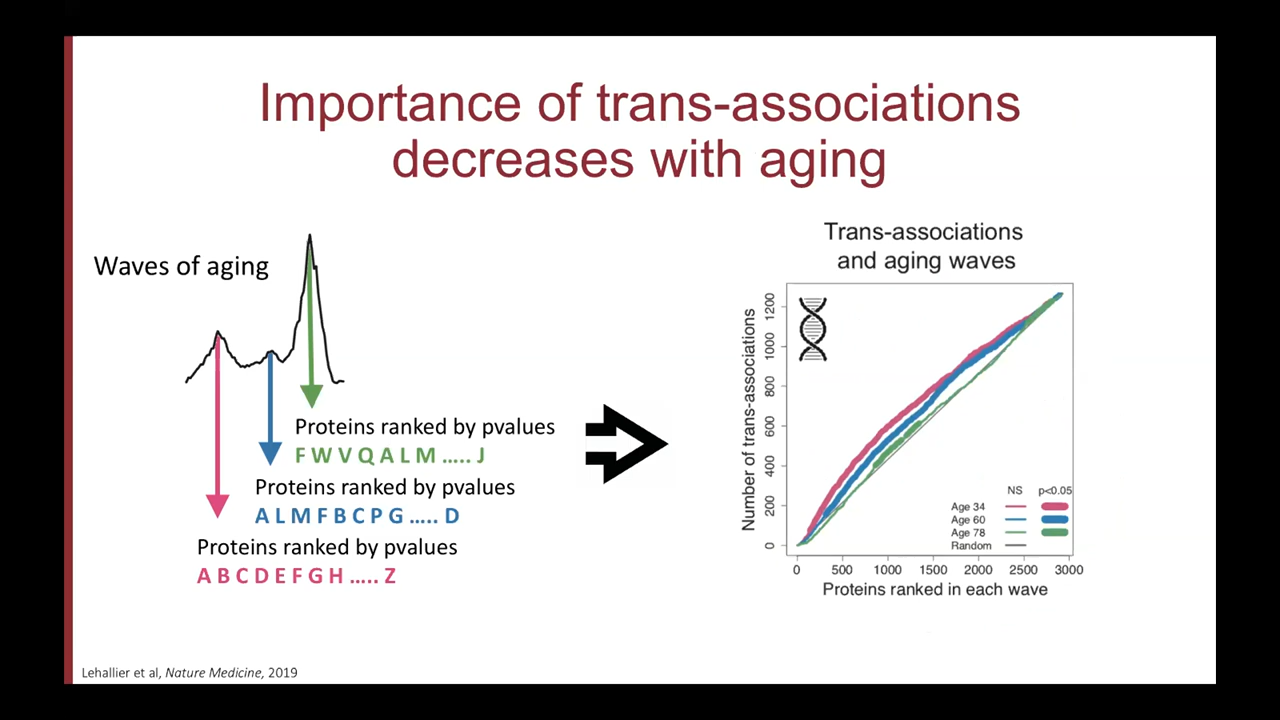 Importance of trans-associations
decreases with aging
Waves of aging
Proteins ranked by pvalues
F W V Q A L M ..... J
Proteins ranked by pvalues
A L M F B C P G ..... D
Proteins ranked by pvalues
A B C D E F G H ..... Z
Trans-associations
and aging waves
Number of trans-associations
0 200 400 600 800 1000 1200
NS p<0.05
Age 34
Age 60
Age 78
Random
0 500 1000 1500 2000 2500 3000
Proteins ranked in each wave
Lehallier et al, Nature Medicine, 2019